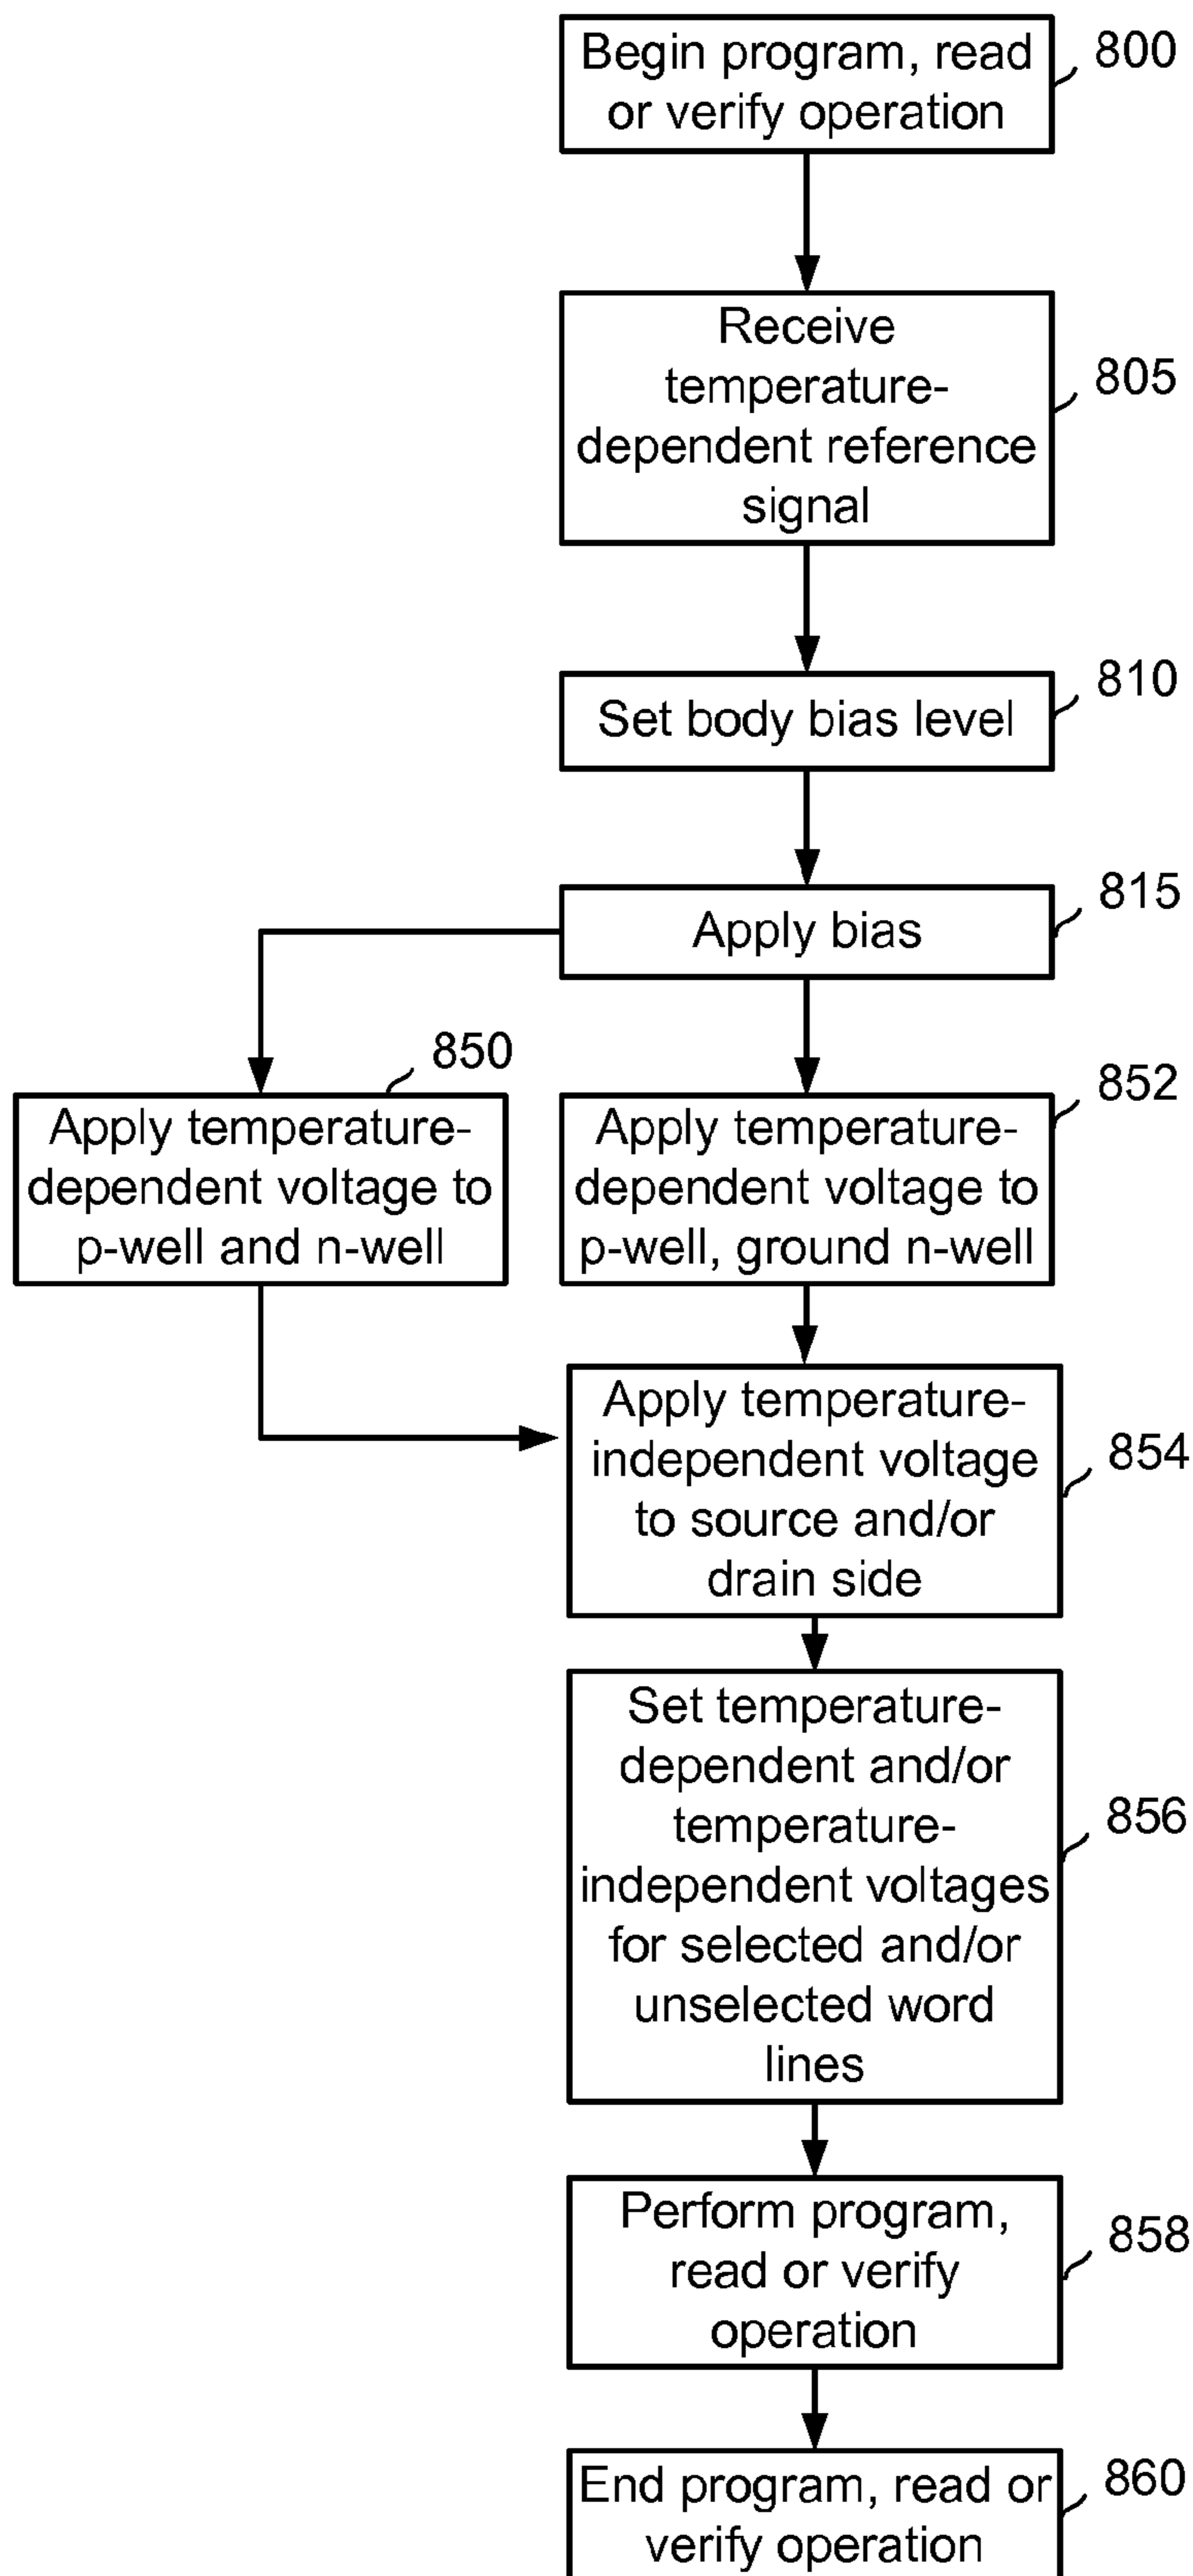 Begin program, read
or verify operation
800
Receive
temperature-
dependent reference
signal
805
Set body bias level
810
Apply bias
815
850
Apply temperature-
dependent voltage to
p-well and n-well
852
Apply temperature-
dependent voltage to
p-well, ground n-well
Apply temperature-
independent voltage
to source and/or
drain side
854
Set temperature-
dependent and/or
temperature-
independent voltages
for selected and/or
unselected word
lines
856
Perform program,
read or verify
operation
858
End program, read or
verify operation
860